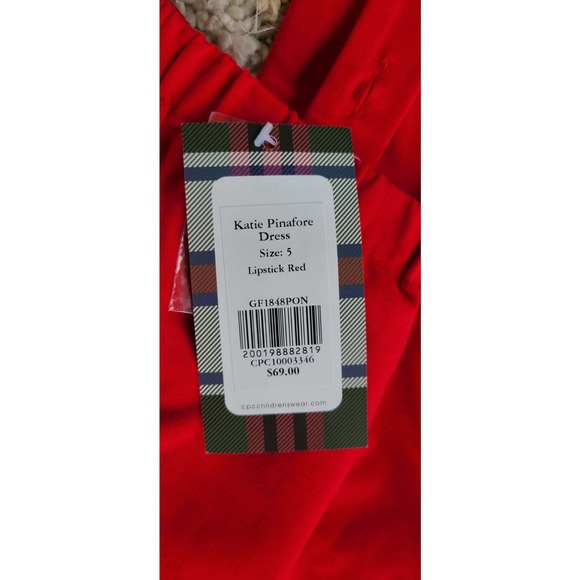 Katie Pinafore
Dress
Size: 5
Lipstick Red
GF1848PON
200198882819
CPC10003346
$69.00
cpcchildrenswear.com